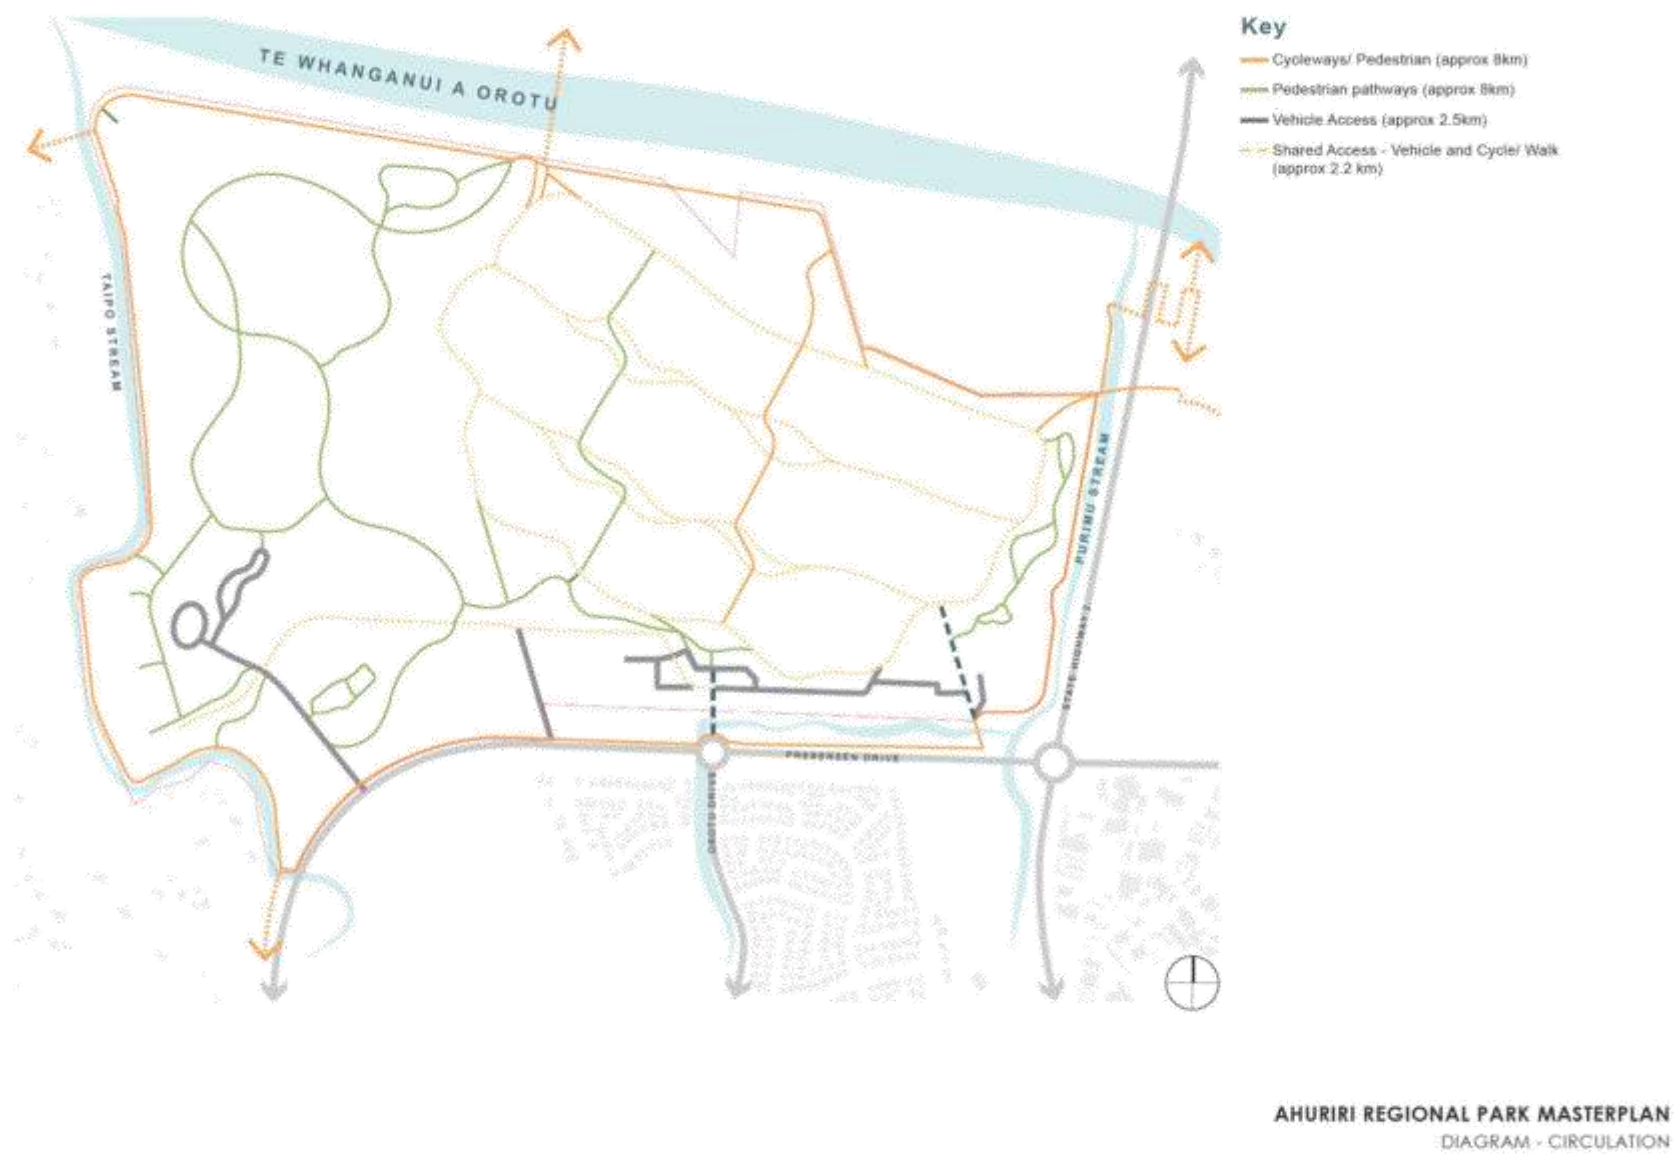 TE WHANGANUI A OROTU
Key
Cycleways/ Pedestrian (approx 8km)
Pedestrian pathways (approx 8km)
Vehicle Access (approx 2.5km)
Shared Access - Vehicle and Cycle/ Walk
(approx 2.2 km)
TAIPO STREAM
PURIMU STREAM
STATE HIGHWAY 2
PREBENSEN DRIVE
OROTU DRIVE
AHURIRI REGIONAL PARK MASTERPLAN
DIAGRAM - CIRCULATION